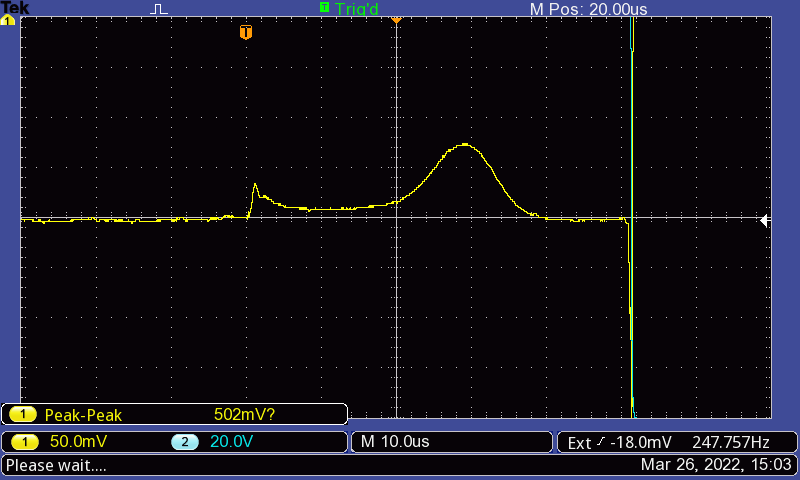 Tek T Trig'd M Pos: 20.00us
1
T
1 Peak-Peak 502mV?
1 50.0mV 2 20.0V M 10.0us Ext -18.0mV 247.757Hz
Please wait.... Mar 26, 2022, 15:03